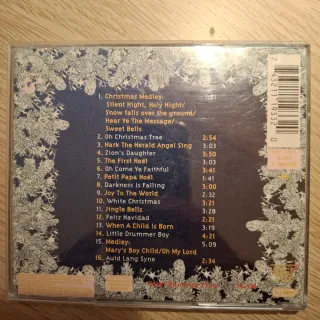 1. Christmas Medley:
Silent Night, Holy Night/
Snow falls over the ground/
Hear Ye The Message/
Sweet Bells
2. Oh Christmas Tree 2:54
3. Hark The Herald Angel Sing 3:03
4. Zion's Daughter 3:50
5. The First Noël 3:03
6. Oh Come Ye Faithful 3:41
7. Petit Papa Noël 1:41
8. Darkness Is Falling 3:00
9. Joy To The World 2:32
10. White Christmas 3:21
11. Jingle Bells 2:23
12. Feliz Navidad 2:21
13. When A Child Is Born 3:19
14. Little Drummer Boy 4:21
15. Medley: 5:09
Mary's Boy Child/Oh My Lord
16. Auld Lang Syne 2:34